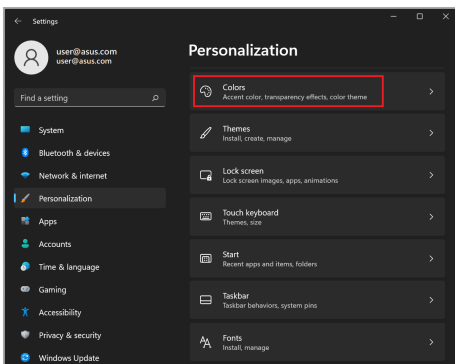 Settings
user@asus.com
user@asus.com
Find a setting
System
Bluetooth & devices
Network & internet
Personalization
Apps
Accounts
Time & language
Gaming
Accessibility
Privacy & security
Windows Update
Personalization
Colors
Accent color, transparency effects, color theme
Themes
Install, create, manage
Lock screen
Lock screen images, apps, animations
Touch keyboard
Themes, size
Start
Recent apps and items, folders
Taskbar
Taskbar behaviors, system pins
Fonts
Install, manage